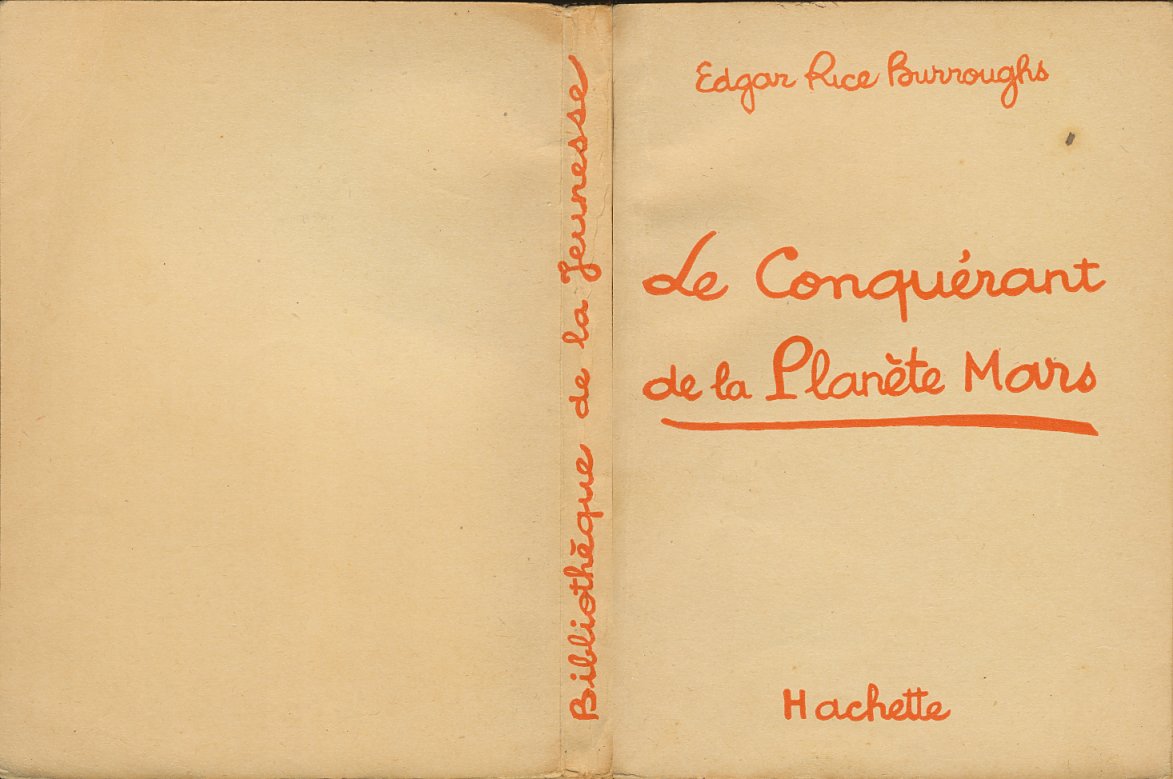 Bibliothèque de la Jeunesse
Edgar Rice Burroughs
Le Conquérant
de la Planète Mars
Hachette